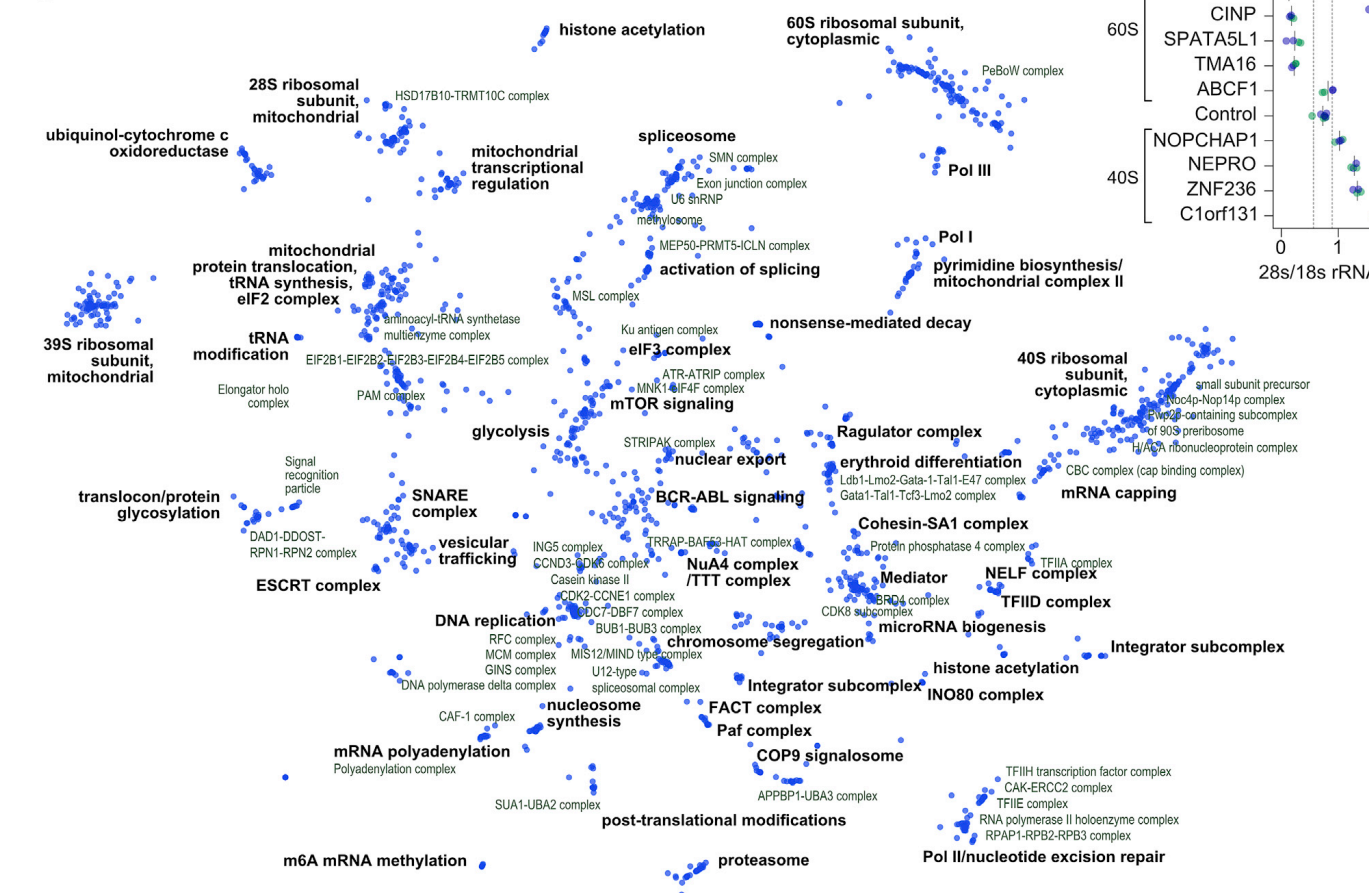 histone acetylation
60S ribosomal subunit,
cytoplasmic
PeBoW complex
28S ribosomal
subunit,
mitochondrial
HSD17B10-TRMT10C complex
ubiquinol-cytochrome c
oxidoreductase
mitochondrial
transcriptional
regulation
spliceosome
SMN complex
Exon junction complex
U6 snRNP
methylosome
Pol III
MEP50-PRMT5-ICLN complex
activation of splicing
Pol I
pyrimidine biosynthesis/
mitochondrial complex II
mitochondrial
protein translocation,
tRNA synthesis,
eIF2 complex
MSL complex
aminoacyl-tRNA synthetase
multienzyme complex
39S ribosomal
subunit,
mitochondrial
tRNA
modification
EIF2B1-EIF2B2-EIF2B3-EIF2B4-EIF2B5 complex
Elongator holo
complex
PAM complex
nonsense-mediated decay
Ku antigen complex
eIF3 complex
ATR-ATRIP complex
MNK1-eIF4F complex
mTOR signaling
glycolysis
STRIPAK complex
nuclear export
BCR-ABL signaling
40S ribosomal
subunit,
cytoplasmic
small subunit precursor
Noc4p-Nop14p complex
Pwp2p-containing subcomplex
of 90S preribosome
H/ACA ribonucleoprotein complex
CBC complex (cap binding complex)
mRNA capping
Ragulator complex
erythroid differentiation
Ldb1-Lmo2-Gata-1-Tal1-E47 complex
Gata1-Tal1-Tcf3-Lmo2 complex
Signal
recognition
particle
translocon/protein
glycosylation
DAD1-DDOST-
RPN1-RPN2 complex
SNARE
complex
vesicular
trafficking
ESCRT complex
ING5 complex
CCND3-CDK6 complex
Casein kinase II
CDK2-CCNE1 complex
CDC7-DBF7 complex
BUB1-BUB3 complex
TRRAP-BAF53-HAT complex
NuA4 complex
/TTT complex
Cohesin-SA1 complex
Protein phosphatase 4 complex
Mediator
BRD4 complex
CDK8 subcomplex
microRNA biogenesis
TFIIA complex
NELF complex
TFIID complex
DNA replication
RFC complex
MCM complex
GINS complex
DNA polymerase delta complex
chromosome segregation
MIS12/MIND type complex
U12-type
spliceosomal complex
Integrator subcomplex
histone acetylation
Integrator subcomplex
INO80 complex
nucleosome
synthesis
CAF-1 complex
FACT complex
Paf complex
mRNA polyadenylation
Polyadenylation complex
COP9 signalosome
APPBP1-UBA3 complex
SUA1-UBA2 complex
post-translational modifications
TFIIH transcription factor complex
CAK-ERCC2 complex
TFIIE complex
RNA polymerase II holoenzyme complex
RPAP1-RPB2-RPB3 complex
Pol II/nucleotide excision repair
m6A mRNA methylation
proteasome
60S
CINP
SPATA5L1
TMA16
ABCF1
Control
40S
NOPCHAP1
NEPRO
ZNF236
C1orf131
0 1
28s/18s rRNA